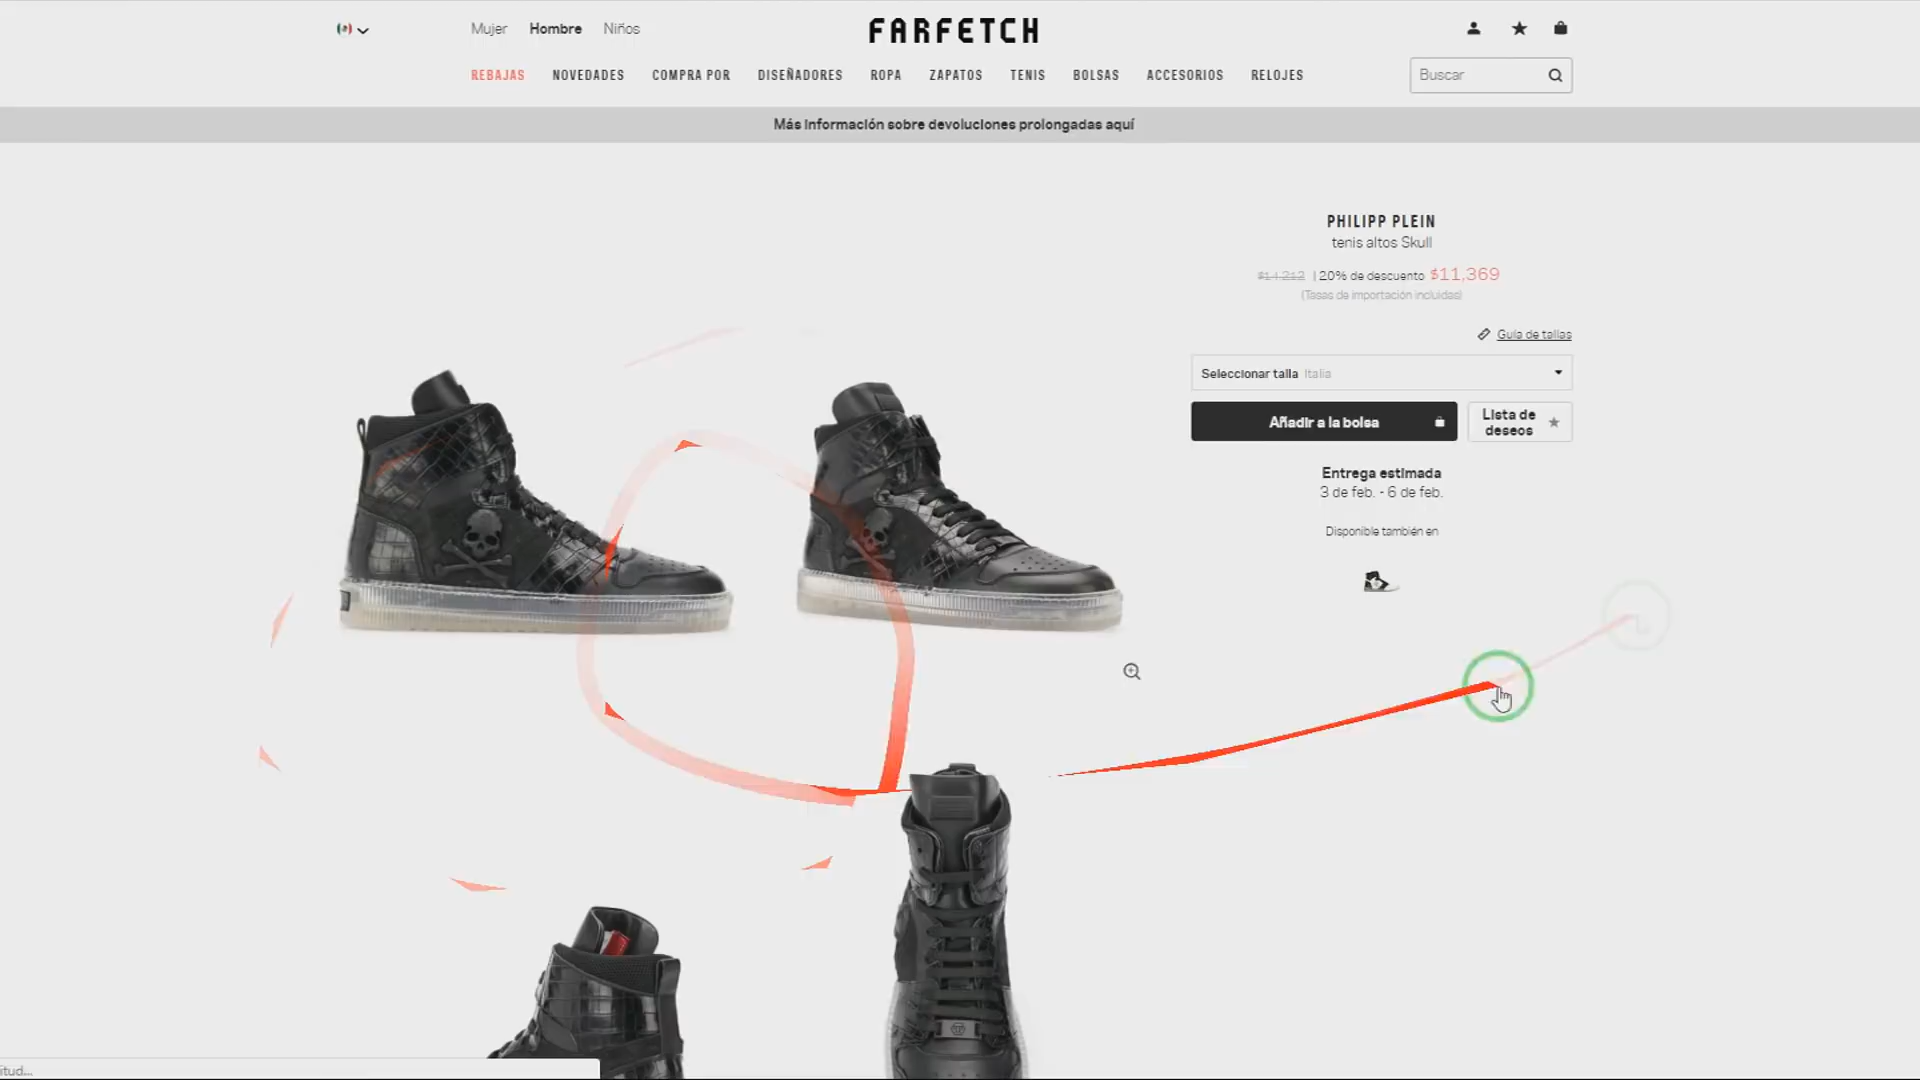 Mujer Hombre Niños
FARFETCH
REBAJAS NOVEDADES COMPRA POR DISEÑADORES ROPA ZAPATOS TENIS BOLSAS ACCESORIOS RELOJES
Buscar
Más información sobre devoluciones prolongadas aquí
PHILIPP PLEIN
tenis altos Skull
$14,212 | 20% de descuento $11,369
(Tasas de importación incluidas)
Guía de tallas
Seleccionar talla Italia
Añadir a la bolsa
Lista de
deseos
Entrega estimada
3 de feb. - 6 de feb.
Disponible también en
itud...